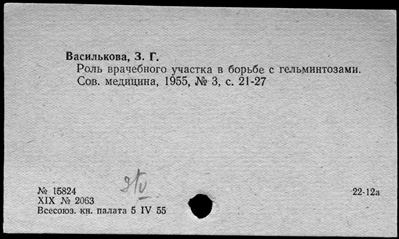 Василькова, З. Г.
Роль врачебного участка в борьбе с гельминтозами.
Сов. медицина, 1955, № 3, с. 21-27
№ 15824
XIX № 2063
Всесоюз. кн. палата 5 IV 55
22-12а